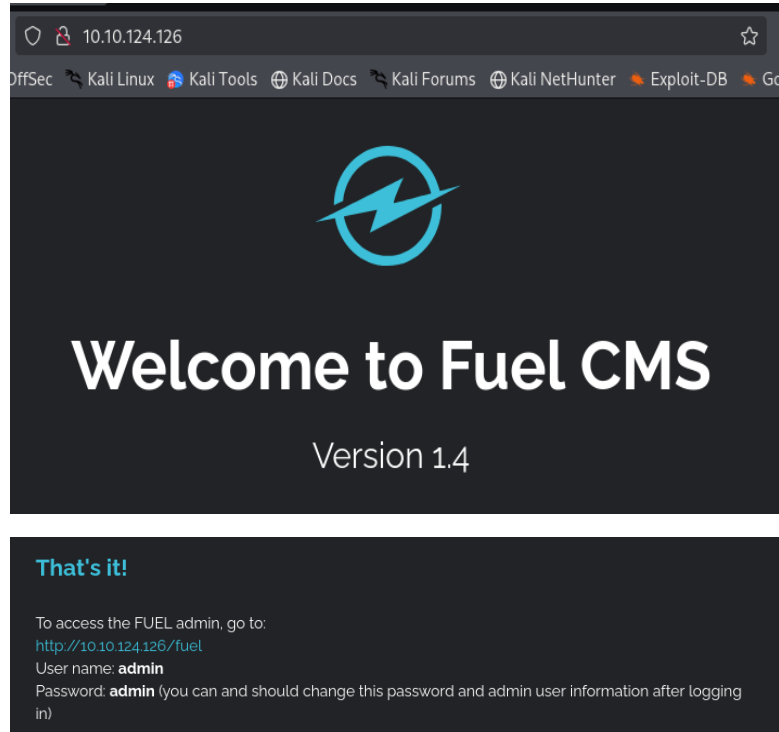 10.10.124.126
OffSec Kali Linux Kali Tools Kali Docs Kali Forums Kali NetHunter Exploit-DB
Welcome to Fuel CMS
Version 1.4
That's it!
To access the FUEL admin, go to:
http://10.10.124.126/fuel
User name: admin
Password: admin (you can and should change this password and admin user information after logging
in)